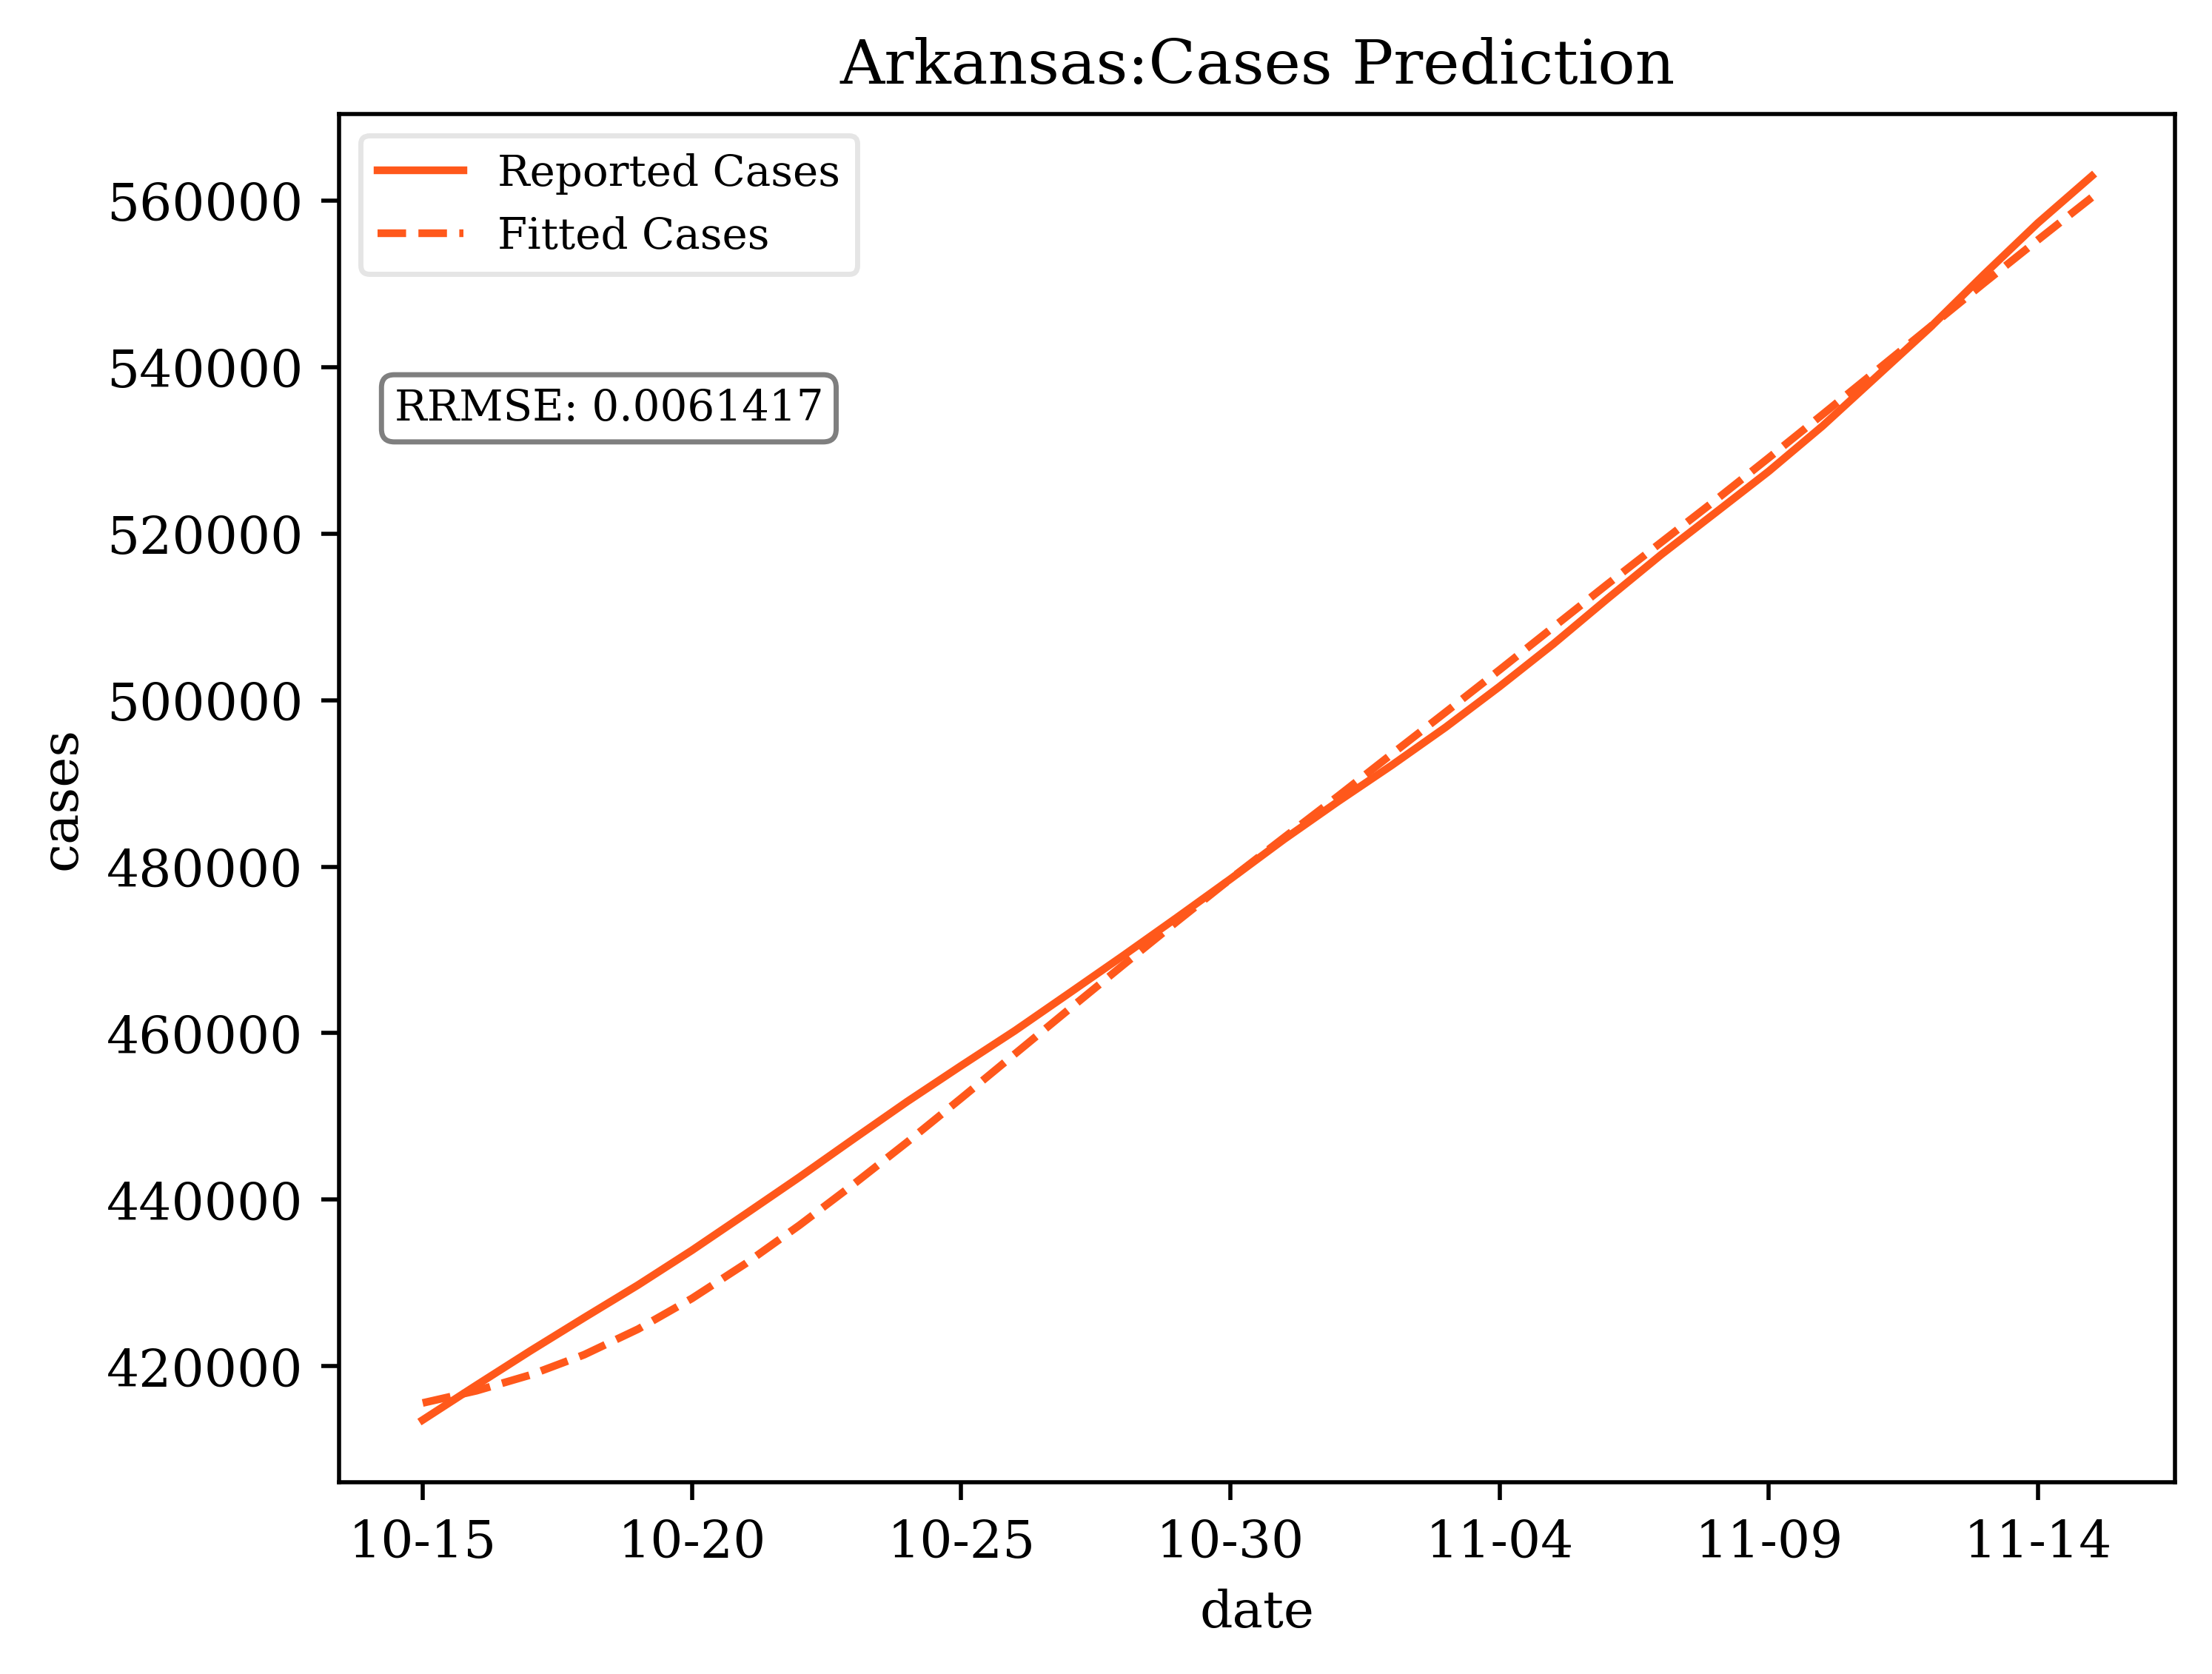 Arkansas:Cases Prediction
Reported Cases
Fitted Cases
RRMSE: 0.0061417
560000
540000
520000
500000
480000
460000
440000
420000
cases
10-15 10-20 10-25 10-30 11-04 11-09 11-14
date